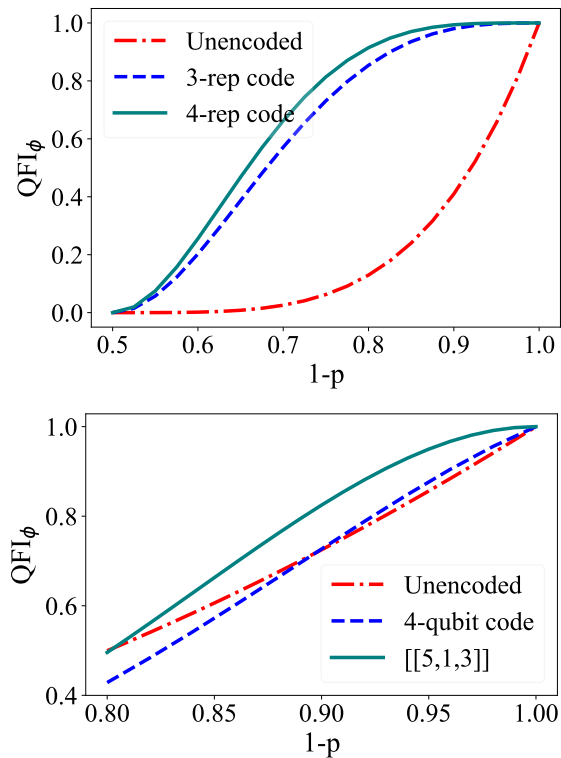 1.0
0.8
0.6
0.4
0.2
0.0
QFIϕ
Unencoded
3-rep code
4-rep code
0.5 0.6 0.7 0.8 0.9 1.0
1-p
1.0
0.8
0.6
0.4
QFIϕ
Unencoded
4-qubit code
[[5,1,3]]
0.80 0.85 0.90 0.95 1.00
1-p